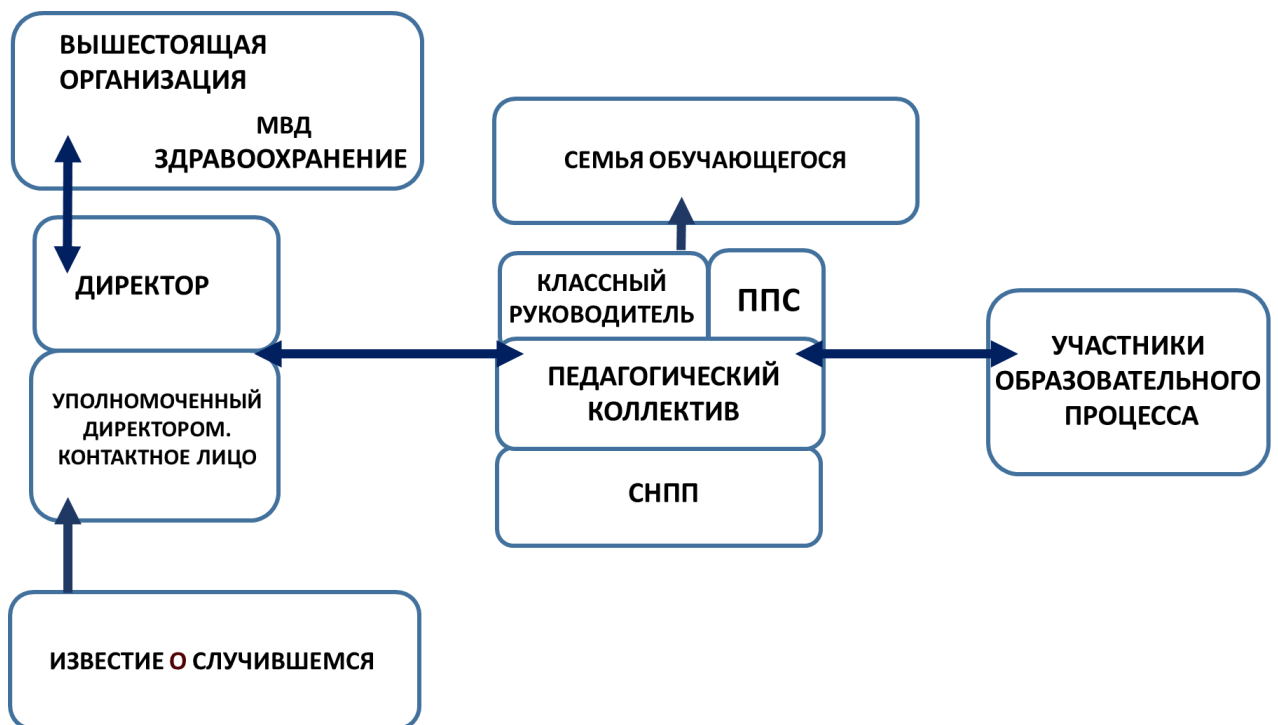 ВЫШЕСТОЯЩАЯ
ОРГАНИЗАЦИЯ
МВД
ЗДРАВООХРАНЕНИЕ
ДИРЕКТОР
УПОЛНОМОЧЕННЫЙ
ДИРЕКТОРОМ.
КОНТАКТНОЕ ЛИЦО
ИЗВЕСТИЕ О СЛУЧИВШЕМСЯ
СЕМЬЯ ОБУЧАЮЩЕГОСЯ
КЛАССНЫЙ
РУКОВОДИТЕЛЬ
ППС
ПЕДАГОГИЧЕСКИЙ
КОЛЛЕКТИВ
СНПП
УЧАСТНИКИ
ОБРАЗОВАТЕЛЬНОГО
ПРОЦЕССА